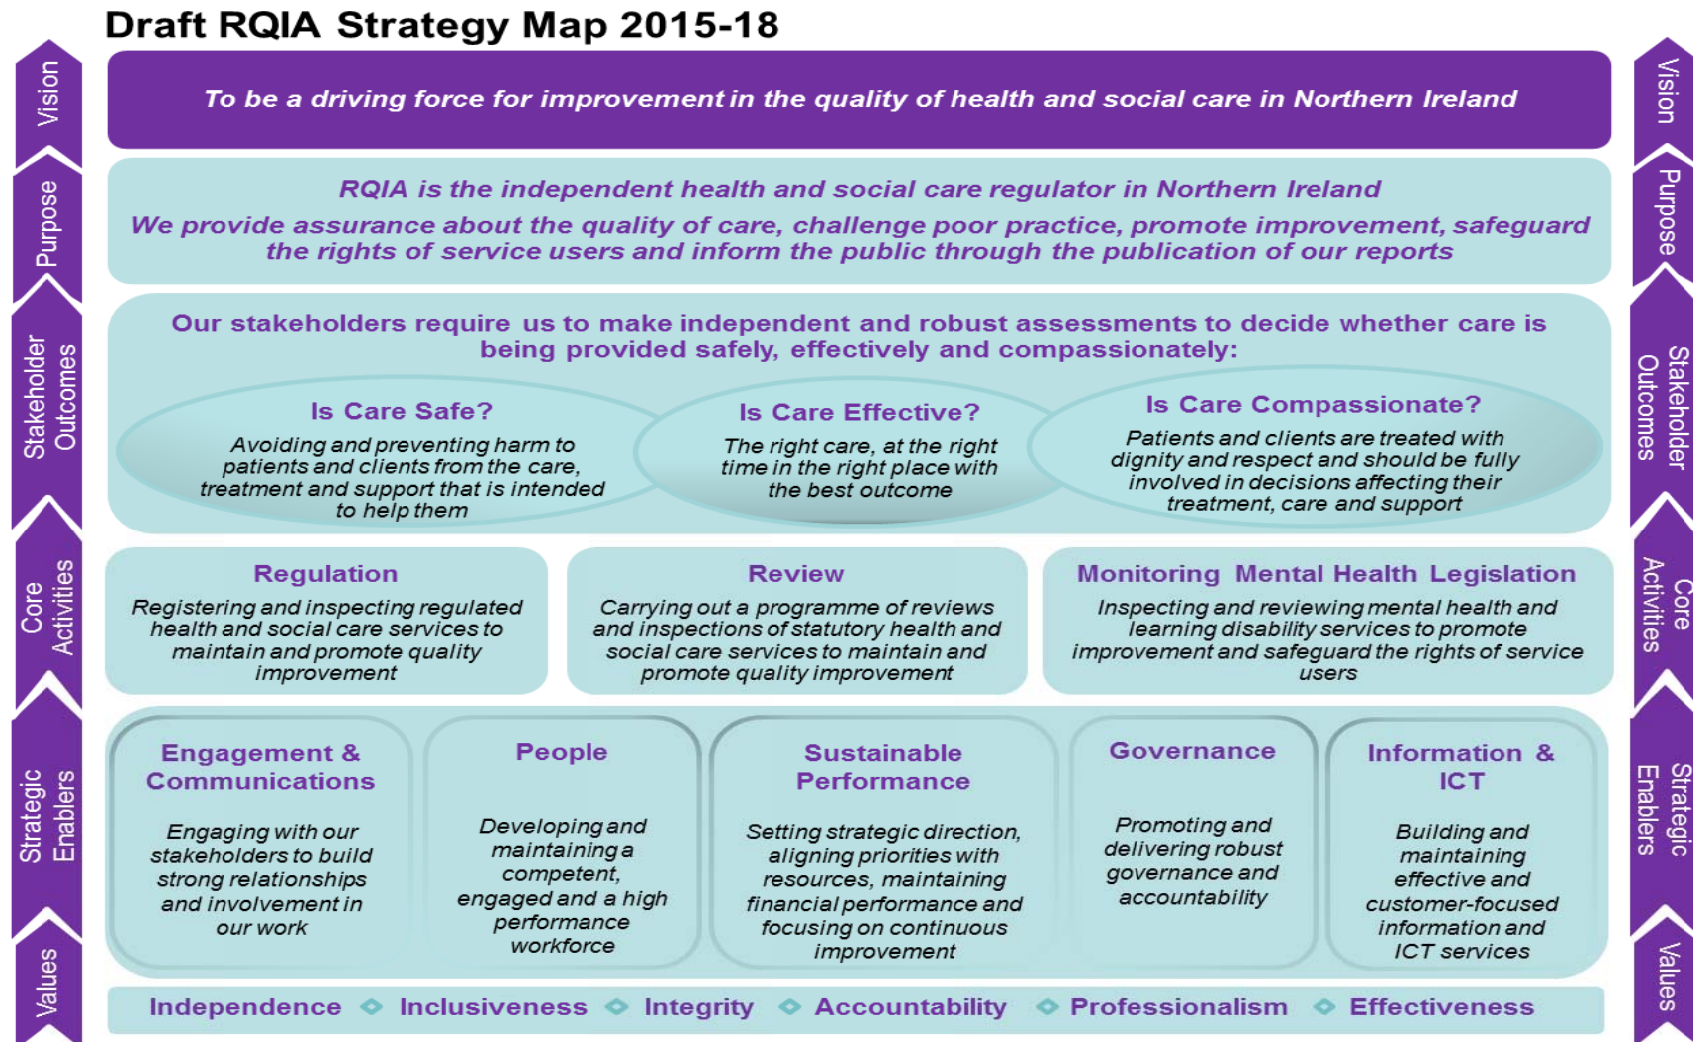 Draft RQIA Strategy Map 2015-18
Vision
To be a driving force for improvement in the quality of health and social care in Northern Ireland
Vision
Purpose
RQIA is the independent health and social care regulator in Northern Ireland
We provide assurance about the quality of care, challenge poor practice, promote improvement, safeguard
the rights of service users and inform the public through the publication of our reports
Purpose
Stakeholder
Outcomes
Our stakeholders require us to make independent and robust assessments to decide whether care is
being provided safely, effectively and compassionately:
Is Care Safe?
Avoiding and preventing harm to
patients and clients from the care,
treatment and support that is intended
to help them
Is Care Effective?
The right care, at the right
time in the right place with
the best outcome
Is Care Compassionate?
Patients and clients are treated with
dignity and respect and should be fully
involved in decisions affecting their
treatment, care and support
Stakeholder
Outcomes
Core
Activities
Regulation
Registering and inspecting regulated
health and social care services to
maintain and promote quality
improvement
Review
Carrying out a programme of reviews
and inspections of statutory health and
social care services to maintain and
promote quality improvement
Monitoring Mental Health Legislation
Inspecting and reviewing mental health and
learning disability services to promote
improvement and safeguard the rights of service
users
Core
Activities
Strategic
Enablers
Engagement &
Communications
Engaging with our
stakeholders to build
strong relationships
and involvement in
our work
People
Developing and
maintaining a
competent,
engaged and a high
performance
workforce
Sustainable
Performance
Setting strategic direction,
aligning priorities with
resources, maintaining
financial performance and
focusing on continuous
improvement
Governance
Promoting and
delivering robust
governance and
accountability
Information &
ICT
Building and
maintaining
effective and
customer-focused
information and
ICT services
Strategic
Enablers
Values
Independence Inclusiveness Integrity Accountability Professionalism Effectiveness
Values